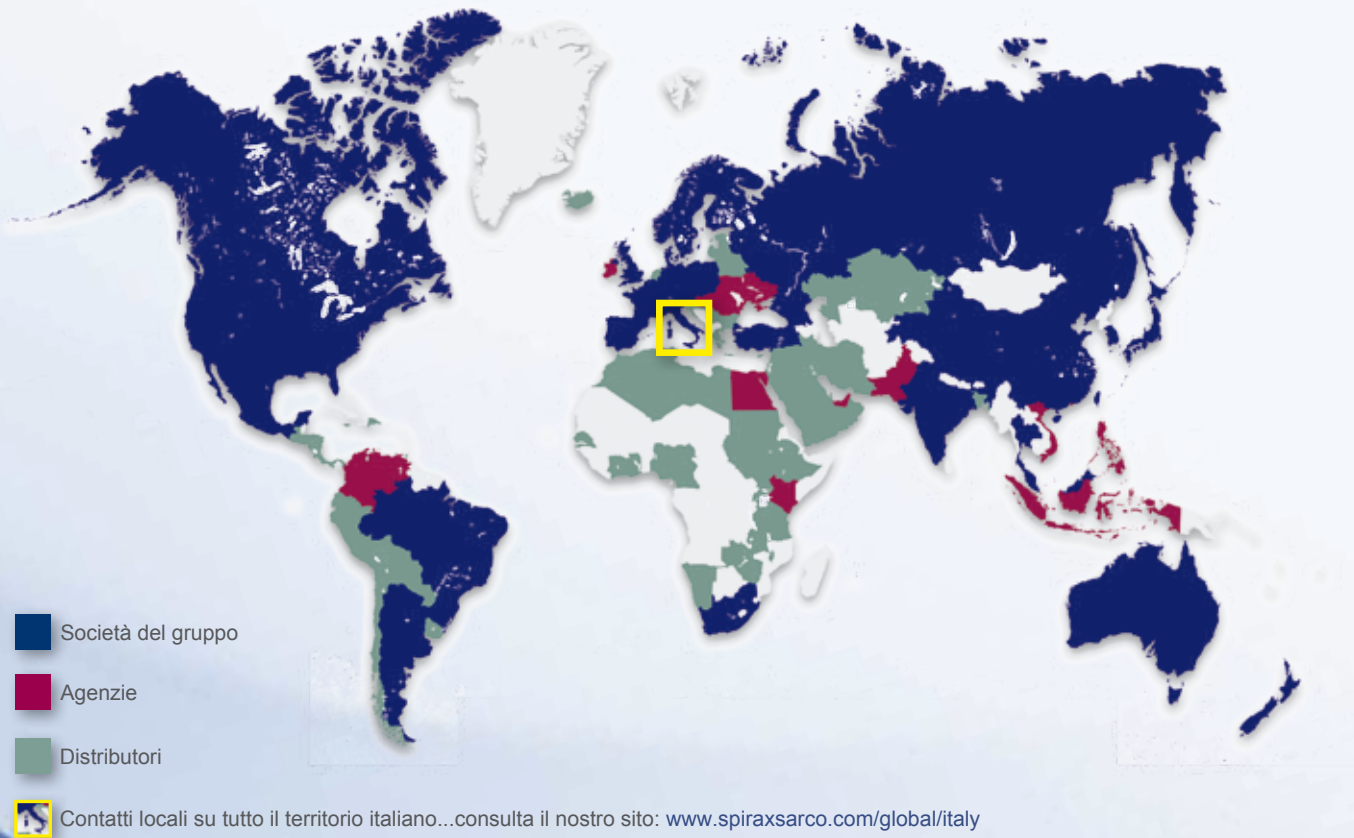 Società del gruppo
Agenzie
Distributori
Contatti locali su tutto il territorio italiano...consulta il nostro sito: www.spiraxsarco.com/global/italy